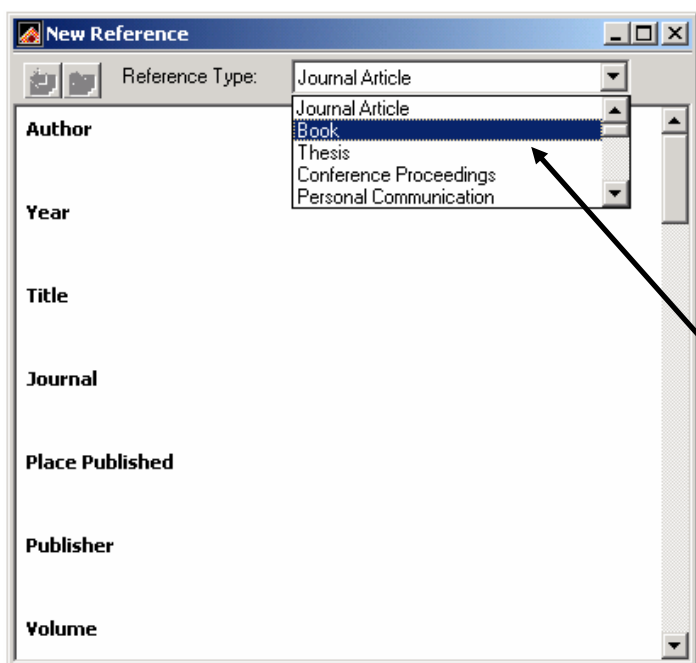 New Reference
Reference Type: Journal Article
Journal Article
Book
Thesis
Conference Proceedings
Personal Communication
Author
Year
Title
Journal
Place Published
Publisher
Volume